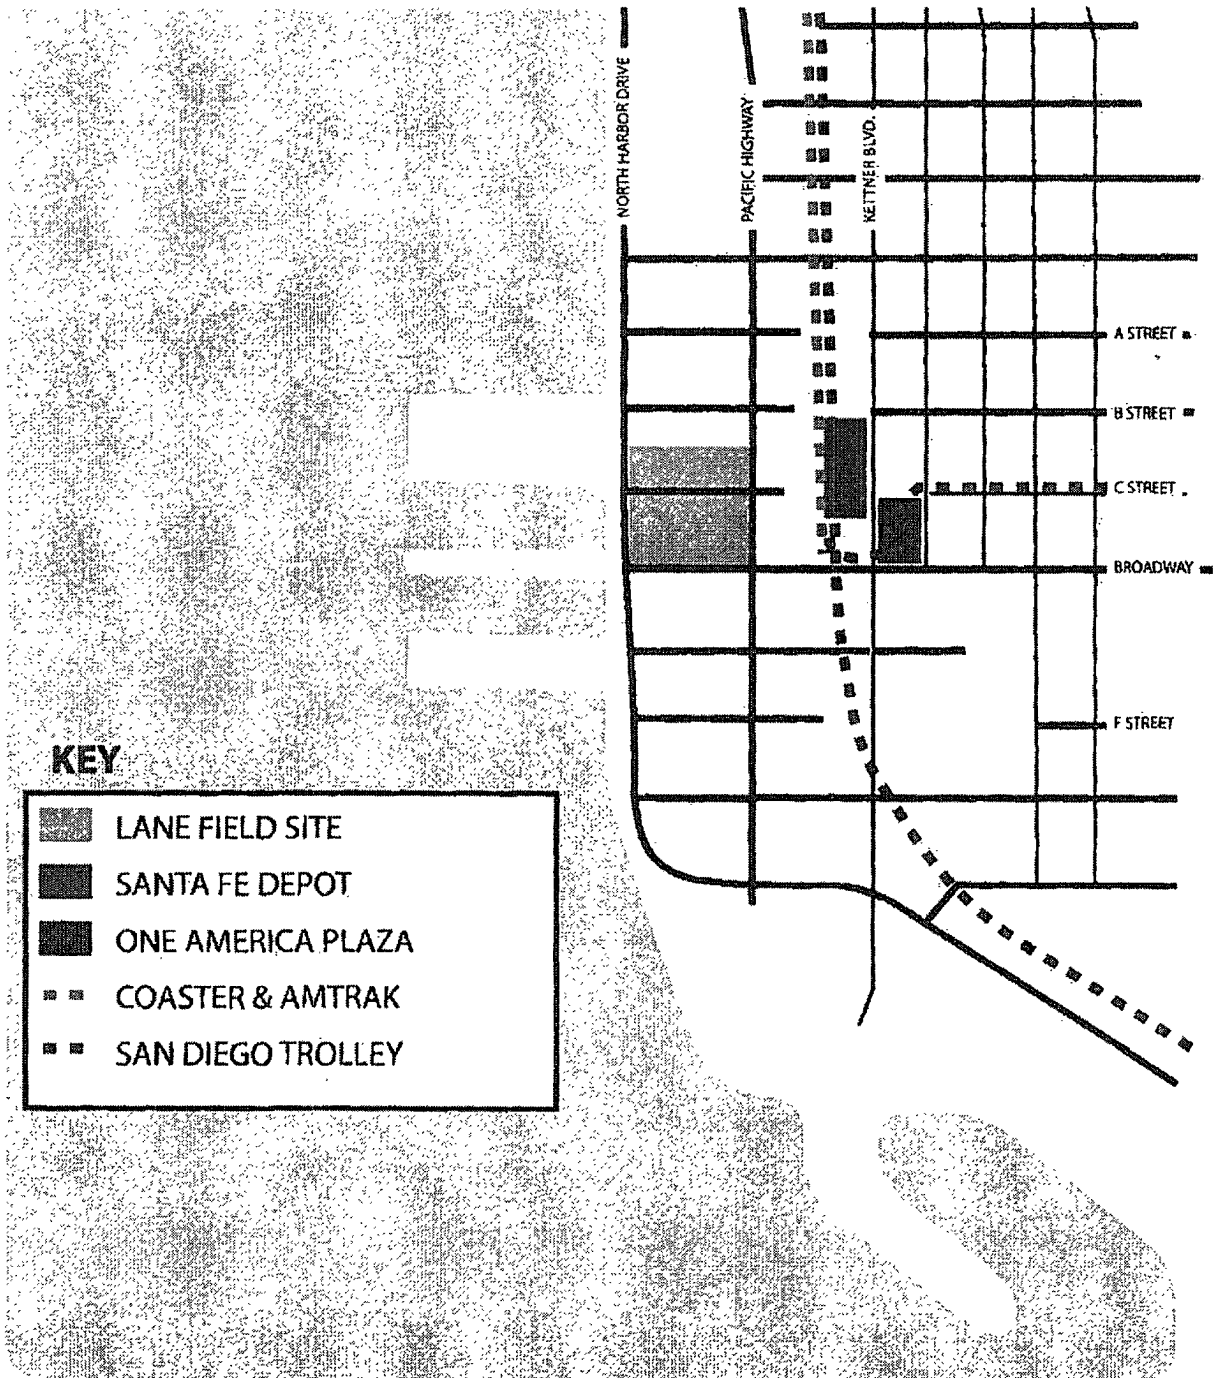 NORTH HARBOR DRIVE
PACIFIC HIGHWAY
KETTNER BLVD.
A STREET
B STREET
C STREET
BROADWAY
F STREET
KEY
LANE FIELD SITE
SANTA FE DEPOT
ONE AMERICA PLAZA
COASTER & AMTRAK
SAN DIEGO TROLLEY